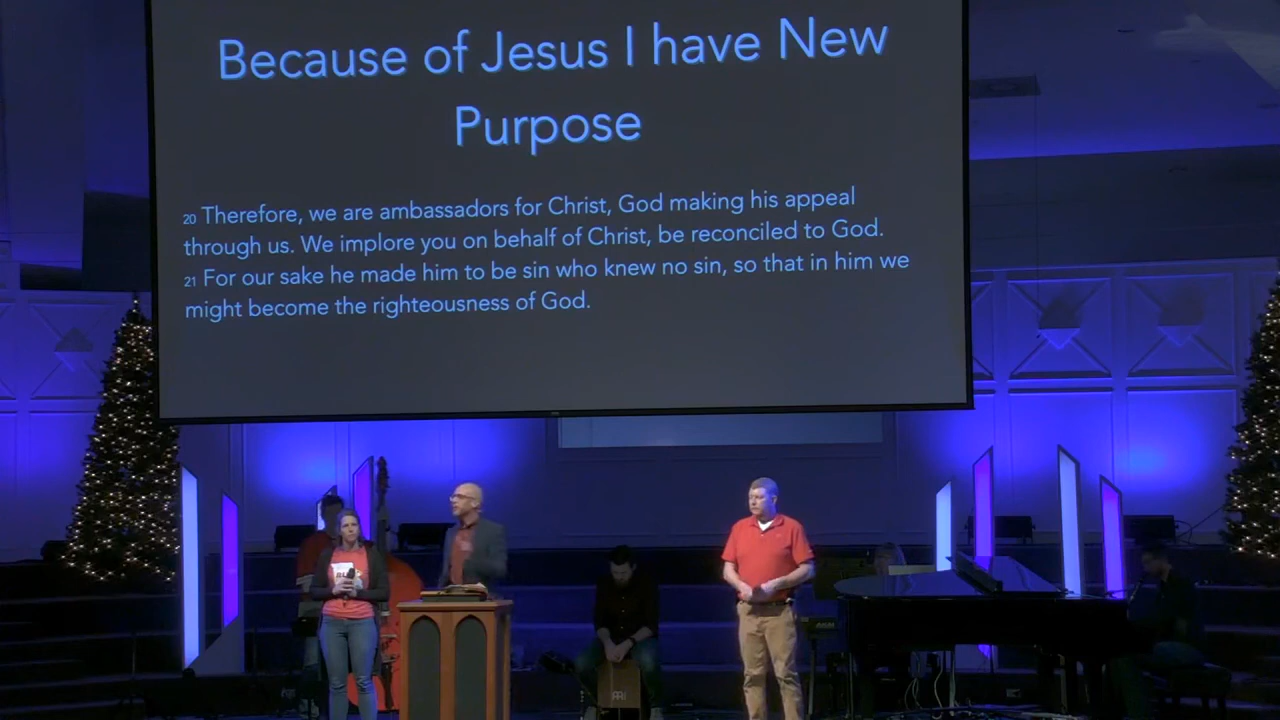 Because of Jesus I have New
Purpose
20 Therefore, we are ambassadors for Christ, God making his appeal
through us. We implore you on behalf of Christ, be reconciled to God.
21 For our sake he made him to be sin who knew no sin, so that in him we
might become the righteousness of God.